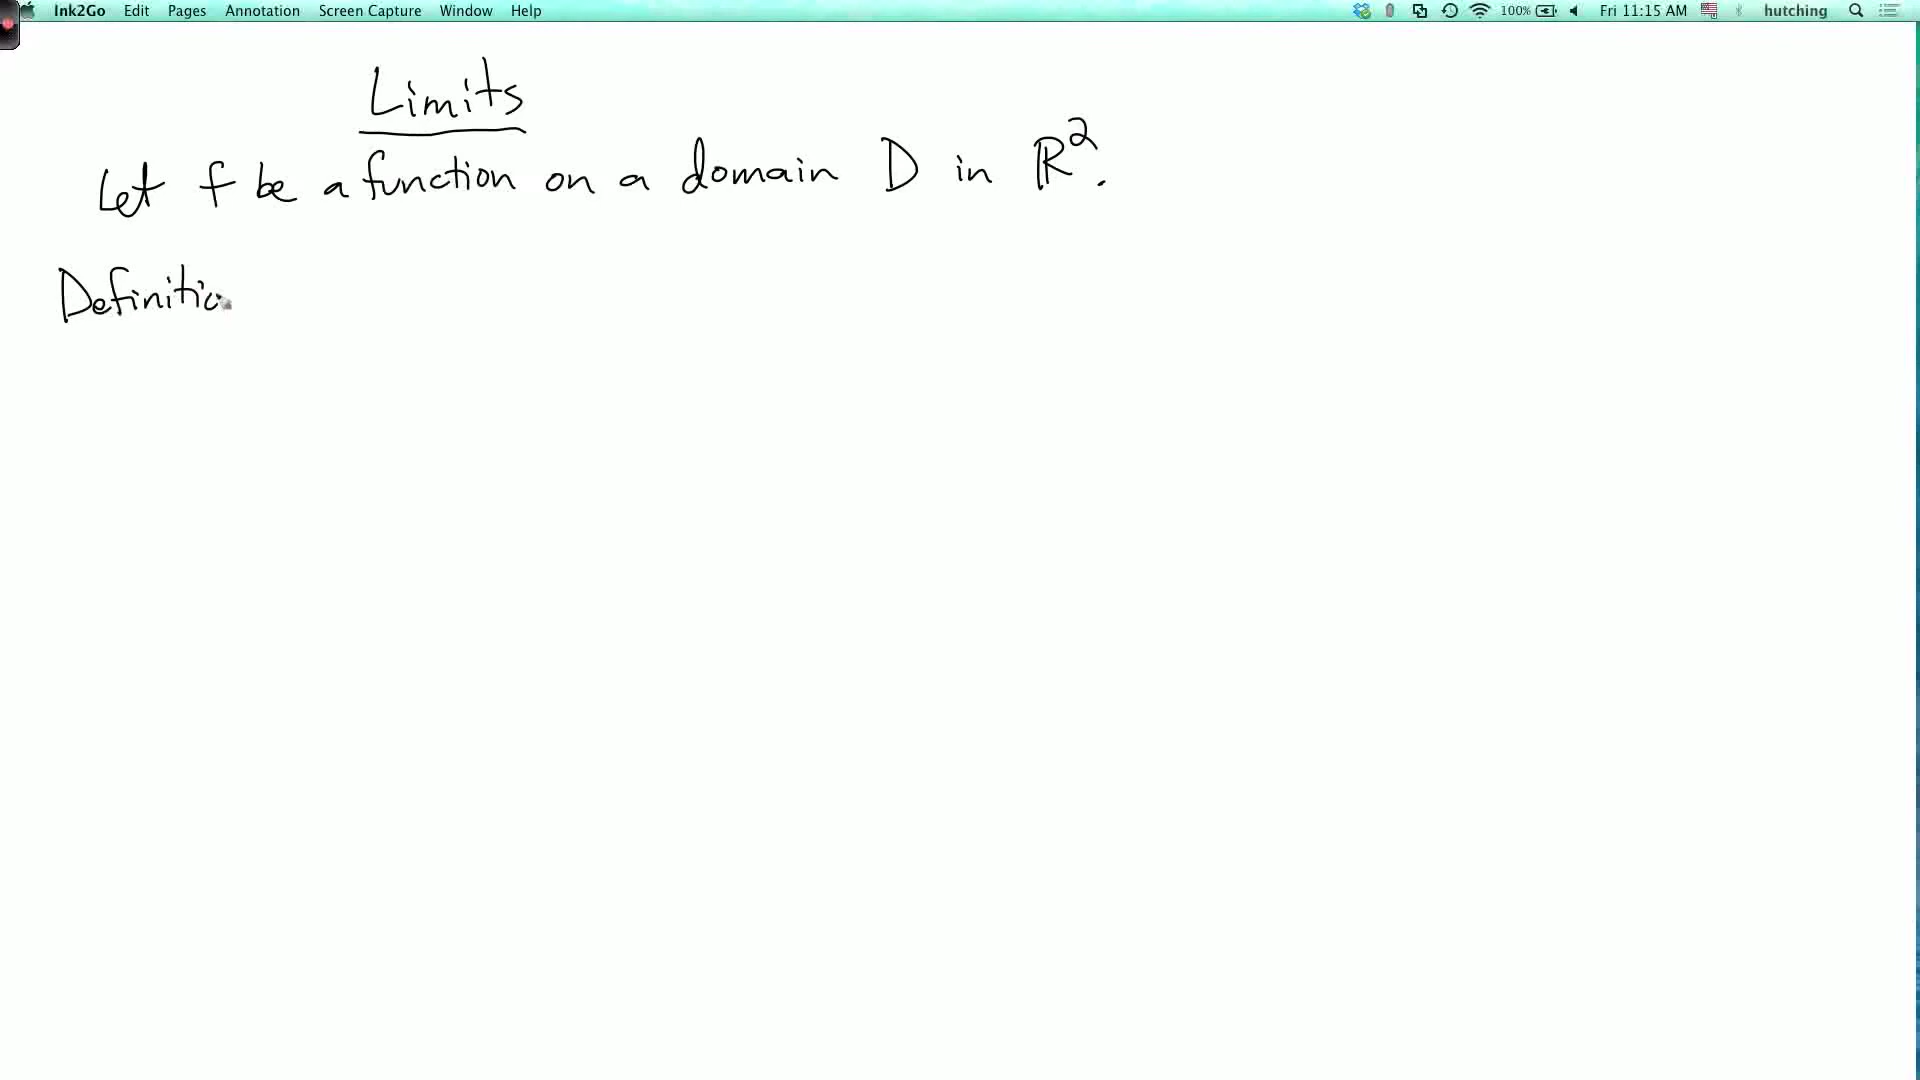 Ink2Go Edit Pages Annotation Screen Capture Window Help 100% Fri 11:15 AM hutching
Limits
Let f be a function on a domain D in ℝ².
Definitio